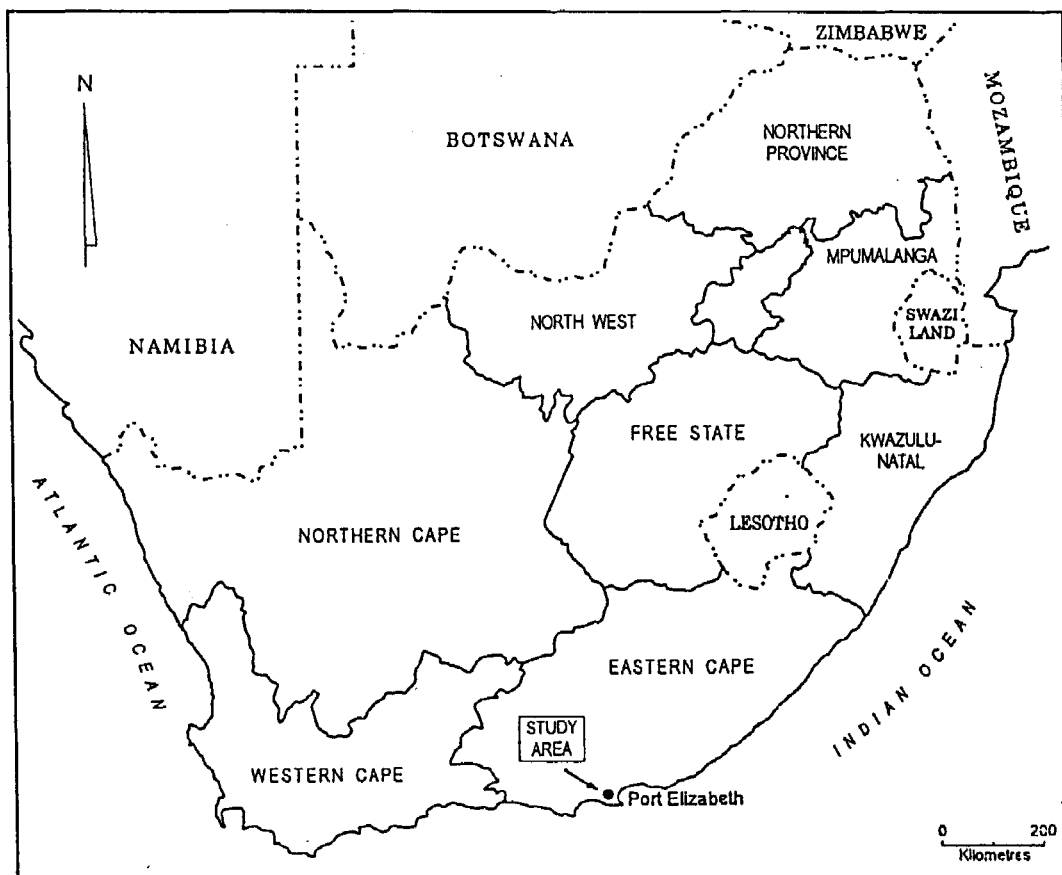 ZIMBABWE
N
MOZAMBIQUE
BOTSWANA
NORTHERN
PROVINCE
MPUMALANGA
NORTH WEST
SWAZI
LAND
NAMIBIA
FREE STATE
KWAZULU-
NATAL
ATLANTIC OCEAN
NORTHERN CAPE
LESOTHO
INDIAN OCEAN
EASTERN CAPE
STUDY
AREA
WESTERN CAPE
Port Elizabeth
0 200
Kilometres